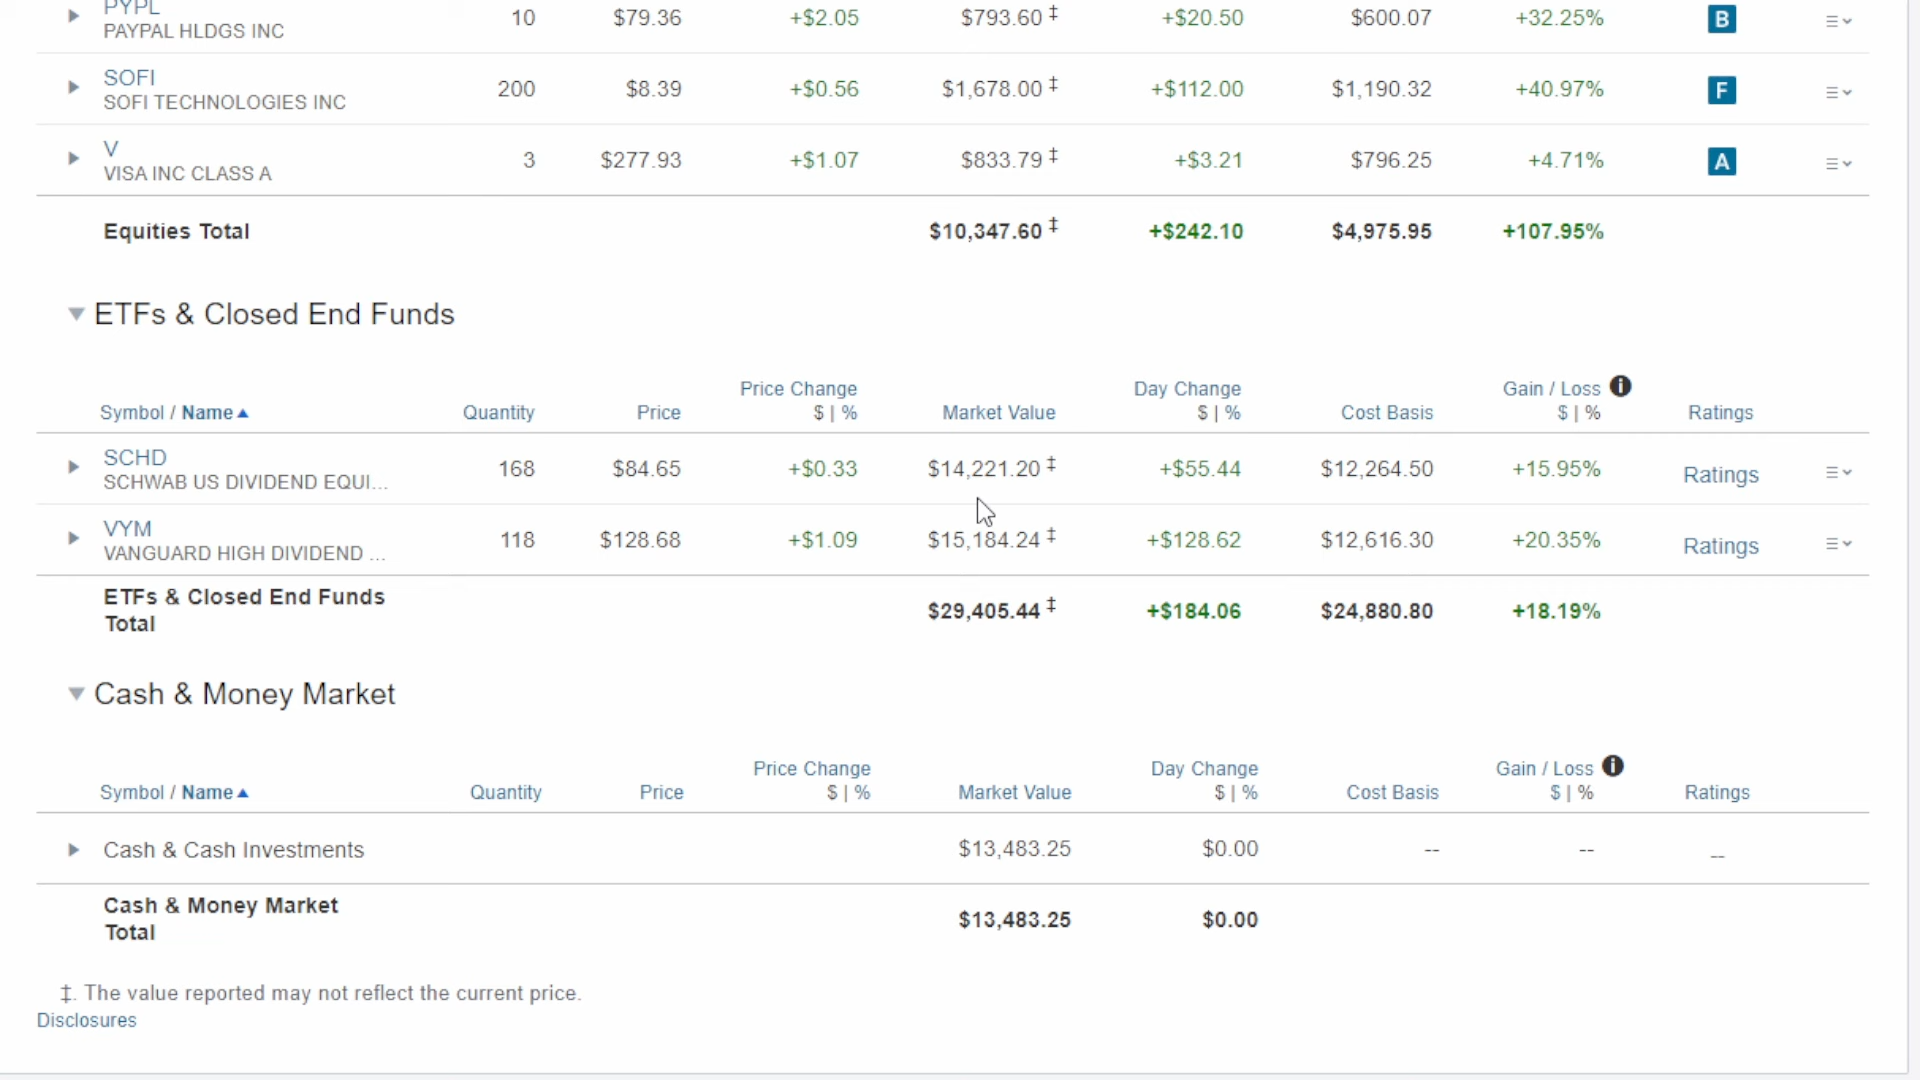 PYPL
PAYPAL HLDGS INC 10 $79.36 +$2.05 $793.60 ‡ +$20.50 $600.07 +32.25% B
SOFI
SOFI TECHNOLOGIES INC 200 $8.39 +$0.56 $1,678.00 ‡ +$112.00 $1,190.32 +40.97% F
V
VISA INC CLASS A 3 $277.93 +$1.07 $833.79 ‡ +$3.21 $796.25 +4.71% A
Equities Total $10,347.60 ‡ +$242.10 $4,975.95 +107.95%
ETFs & Closed End Funds
Price Change Day Change Gain / Loss i
Symbol / Name Quantity Price $ | % Market Value $ | % Cost Basis $ | % Ratings
SCHD
SCHWAB US DIVIDEND EQUI... 168 $84.65 +$0.33 $14,221.20 ‡ +$55.44 $12,264.50 +15.95% Ratings
VYM
VANGUARD HIGH DIVIDEND ... 118 $128.68 +$1.09 $15,184.24 ‡ +$128.62 $12,616.30 +20.35% Ratings
ETFs & Closed End Funds
Total $29,405.44 ‡ +$184.06 $24,880.80 +18.19%
Cash & Money Market
Price Change Day Change Gain / Loss i
Symbol / Name Quantity Price $ | % Market Value $ | % Cost Basis $ | % Ratings
Cash & Cash Investments $13,483.25 $0.00 -- -- --
Cash & Money Market
Total $13,483.25 $0.00
‡. The value reported may not reflect the current price.
Disclosures